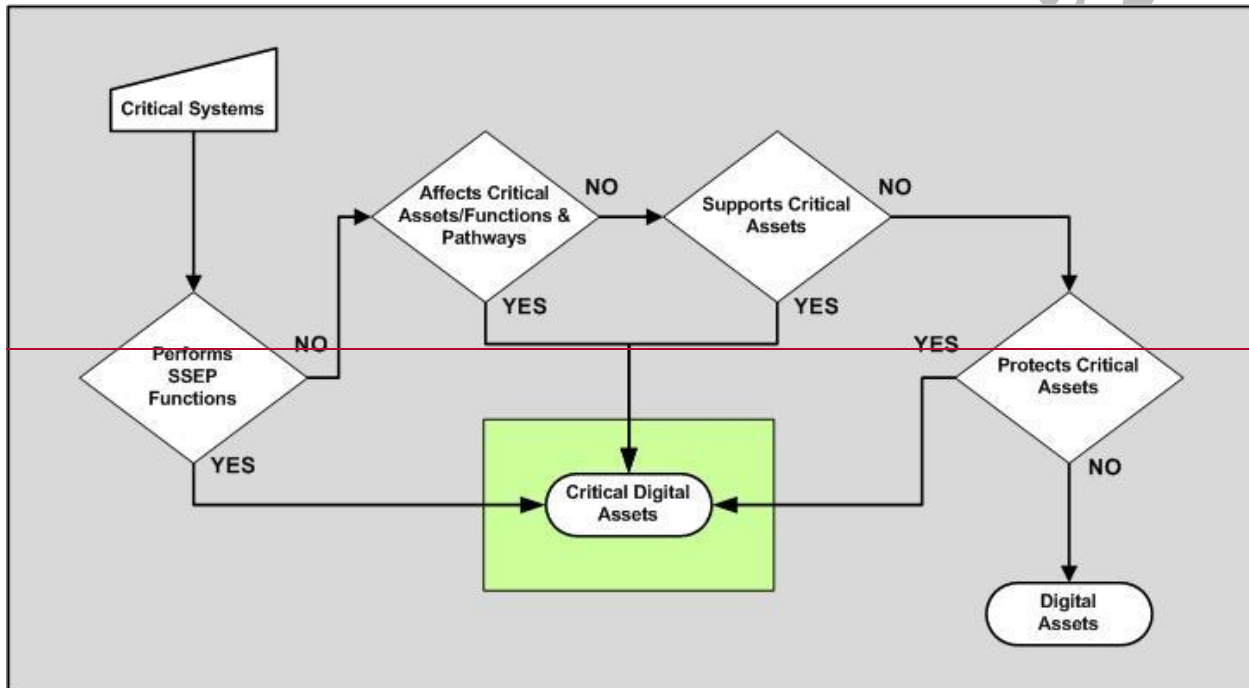 Critical Systems
Affects Critical
Assets/Functions &
Pathways
NO
Supports Critical
Assets
NO
YES
YES
Performs
SSEP
Functions
NO
YES
YES
Protects Critical
Assets
NO
Critical Digital
Assets
Digital
Assets